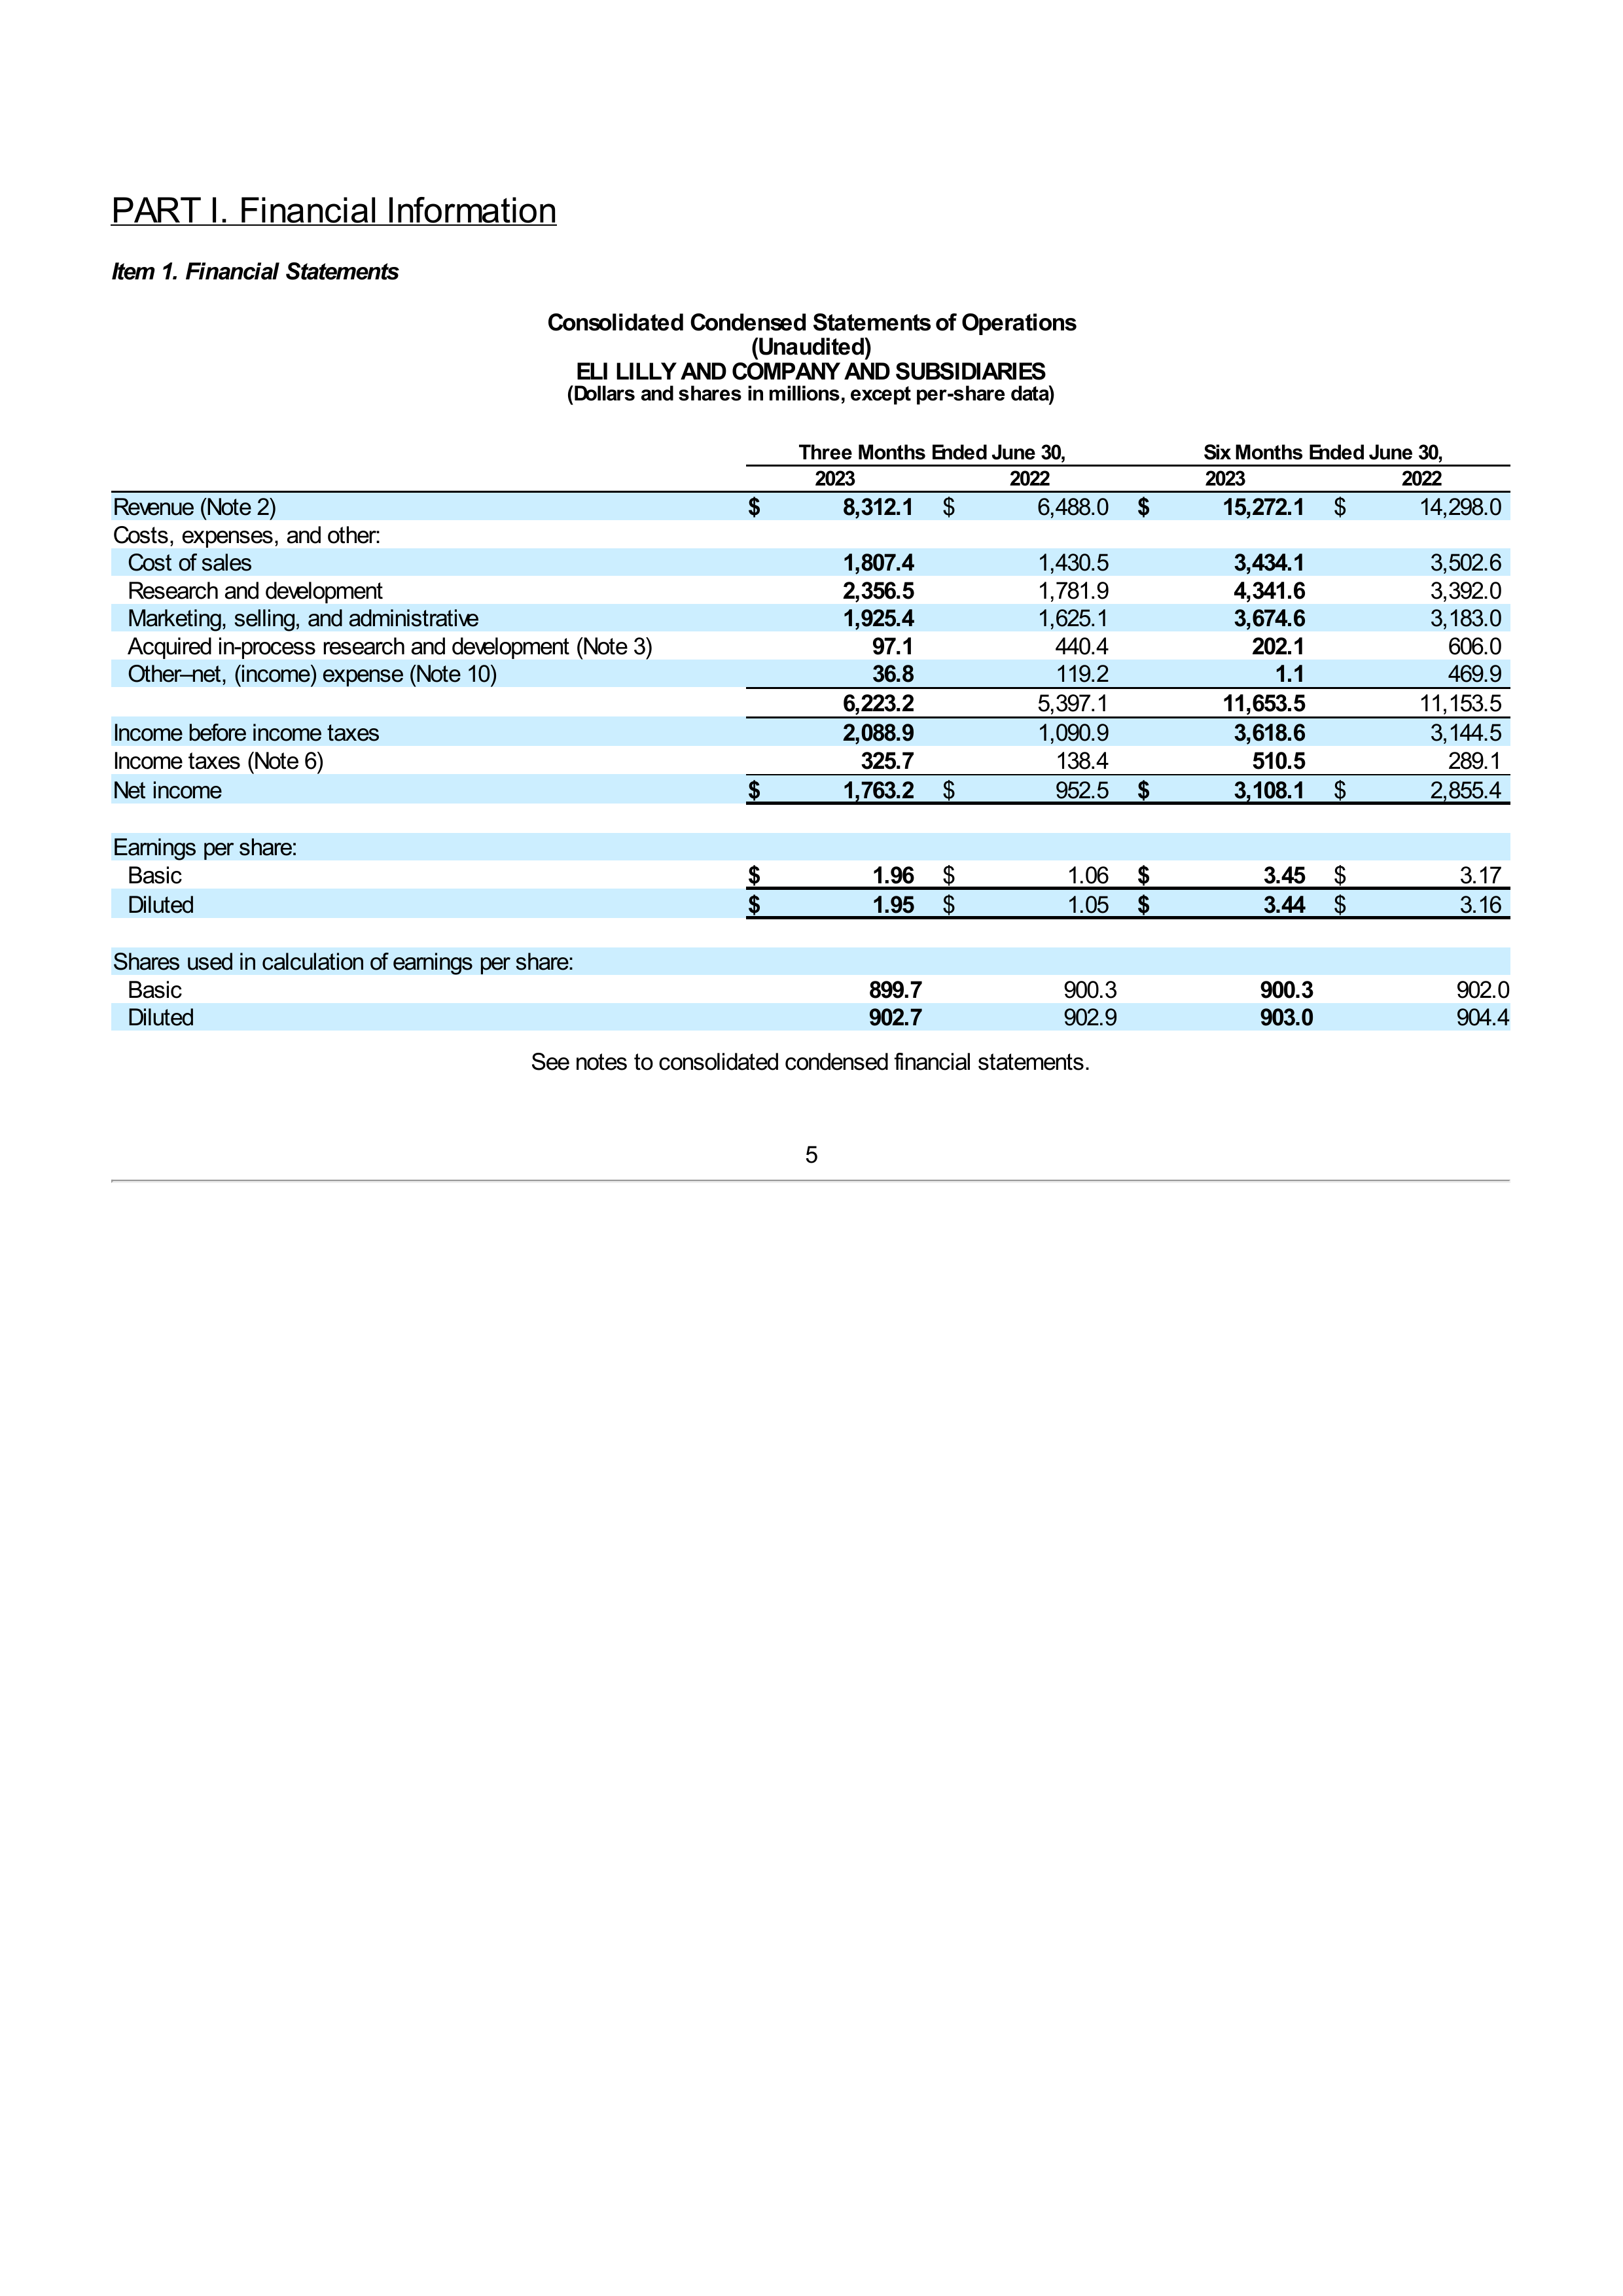 PART I. Financial Information
Item 1. Financial Statements
Consolidated Condensed Statements of Operations
(Unaudited)
ELI LILLY AND COMPANY AND SUBSIDIARIES
(Dollars and shares in millions, except per-share data)
Three Months Ended June 30, Six Months Ended June 30,
2023 2022 2023 2022
Revenue (Note 2) $ 8,312.1 $ 6,488.0 $ 15,272.1 $ 14,298.0
Costs, expenses, and other:
Cost of sales 1,807.4 1,430.5 3,434.1 3,502.6
Research and development 2,356.5 1,781.9 4,341.6 3,392.0
Marketing, selling, and administrative 1,925.4 1,625.1 3,674.6 3,183.0
Acquired in-process research and development (Note 3) 97.1 440.4 202.1 606.0
Other–net, (income) expense (Note 10) 36.8 119.2 1.1 469.9
6,223.2 5,397.1 11,653.5 11,153.5
Income before income taxes 2,088.9 1,090.9 3,618.6 3,144.5
Income taxes (Note 6) 325.7 138.4 510.5 289.1
Net income $ 1,763.2 $ 952.5 $ 3,108.1 $ 2,855.4
Earnings per share:
Basic $ 1.96 $ 1.06 $ 3.45 $ 3.17
Diluted $ 1.95 $ 1.05 $ 3.44 $ 3.16
Shares used in calculation of earnings per share:
Basic 899.7 900.3 900.3 902.0
Diluted 902.7 902.9 903.0 904.4
See notes to consolidated condensed financial statements.
5